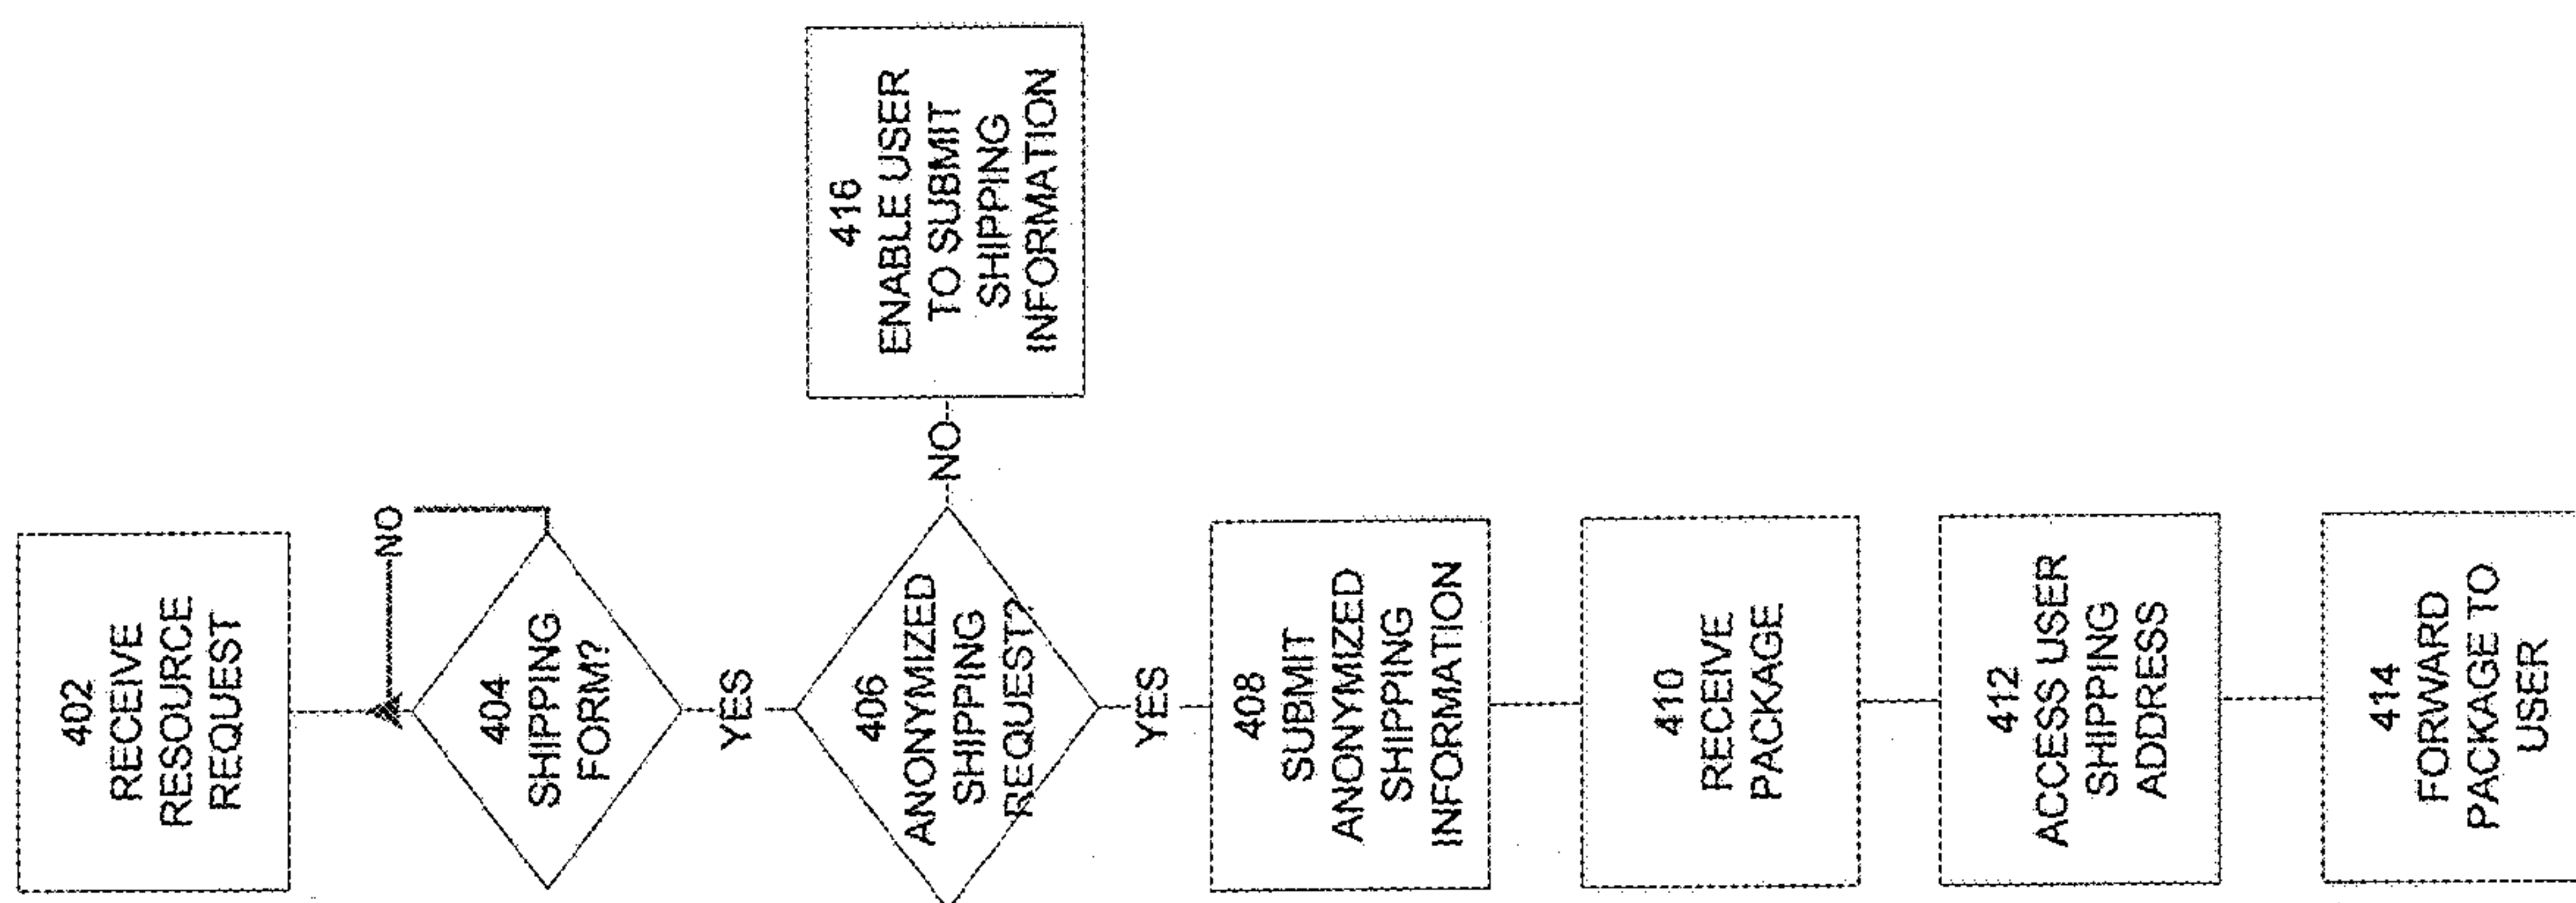 402
RECEIVE
RESOURCE
REQUEST
NO
404
SHIPPING
FORM?
YES
406
ANONYMIZED
SHIPPING
REQUEST?
NO
416
ENABLE USER
TO SUBMIT
SHIPPING
INFORMATION
YES
408
SUBMIT
ANONYMIZED
SHIPPING
INFORMATION
410
RECEIVE
PACKAGE
412
ACCESS USER
SHIPPING
ADDRESS
414
FORWARD
PACKAGE TO
USER